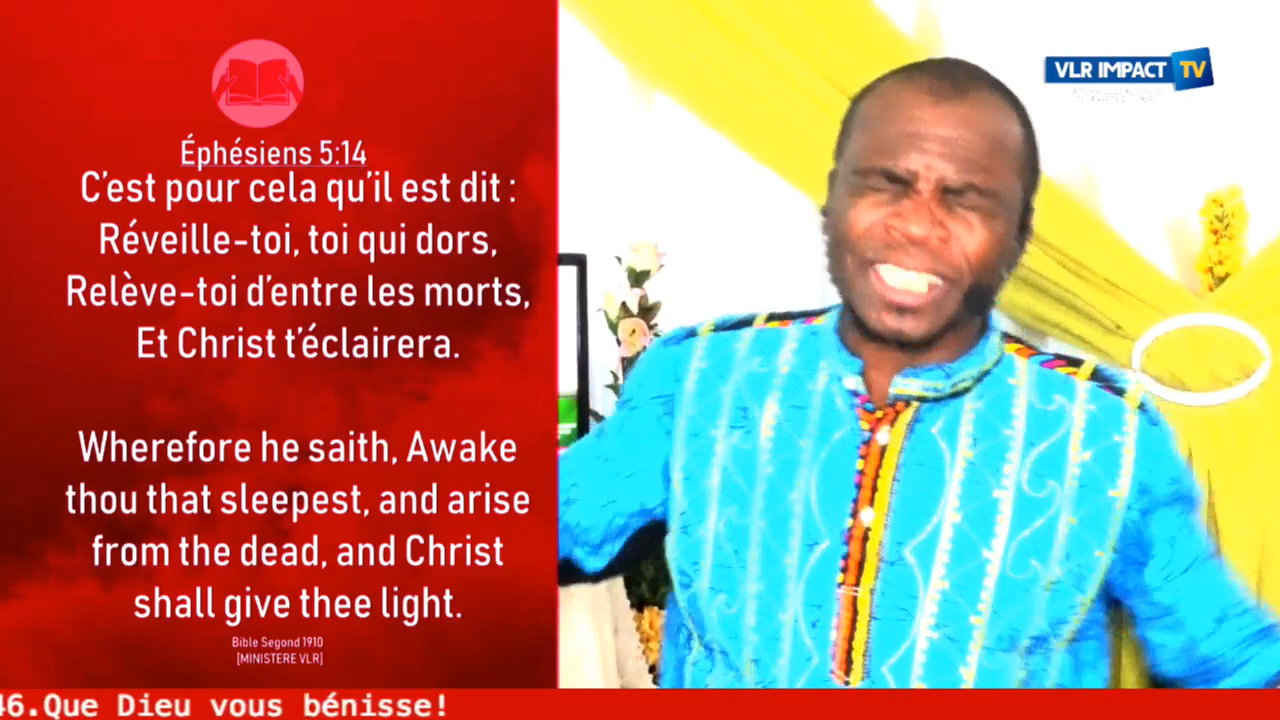 Éphésiens 5:14
C'est pour cela qu'il est dit :
Réveille-toi, toi qui dors,
Relève-toi d'entre les morts,
Et Christ t'éclairera.
Wherefore he saith, Awake
thou that sleepest, and arise
from the dead, and Christ
shall give thee light.
Bible Segond 1910
[MINISTERE VLR]
VLR IMPACT TV
46.Que Dieu vous bénisse!